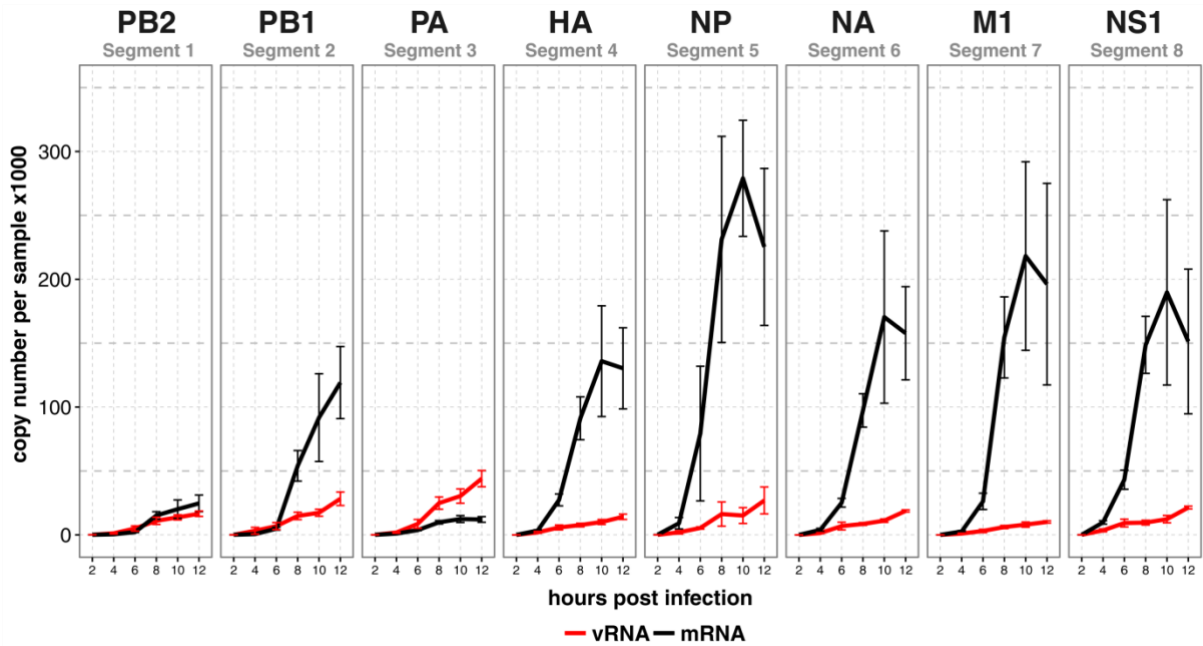 PB2 PB1 PA HA NP NA M1 NS1
Segment 1 Segment 2 Segment 3 Segment 4 Segment 5 Segment 6 Segment 7 Segment 8
copy number per sample x1000
300
200
100
0
2 4 6 8 10 12 2 4 6 8 10 12 2 4 6 8 10 12 2 4 6 8 10 12 2 4 6 8 10 12 2 4 6 8 10 12 2 4 6 8 10 12 2 4 6 8 10 12
hours post infection
vRNA mRNA